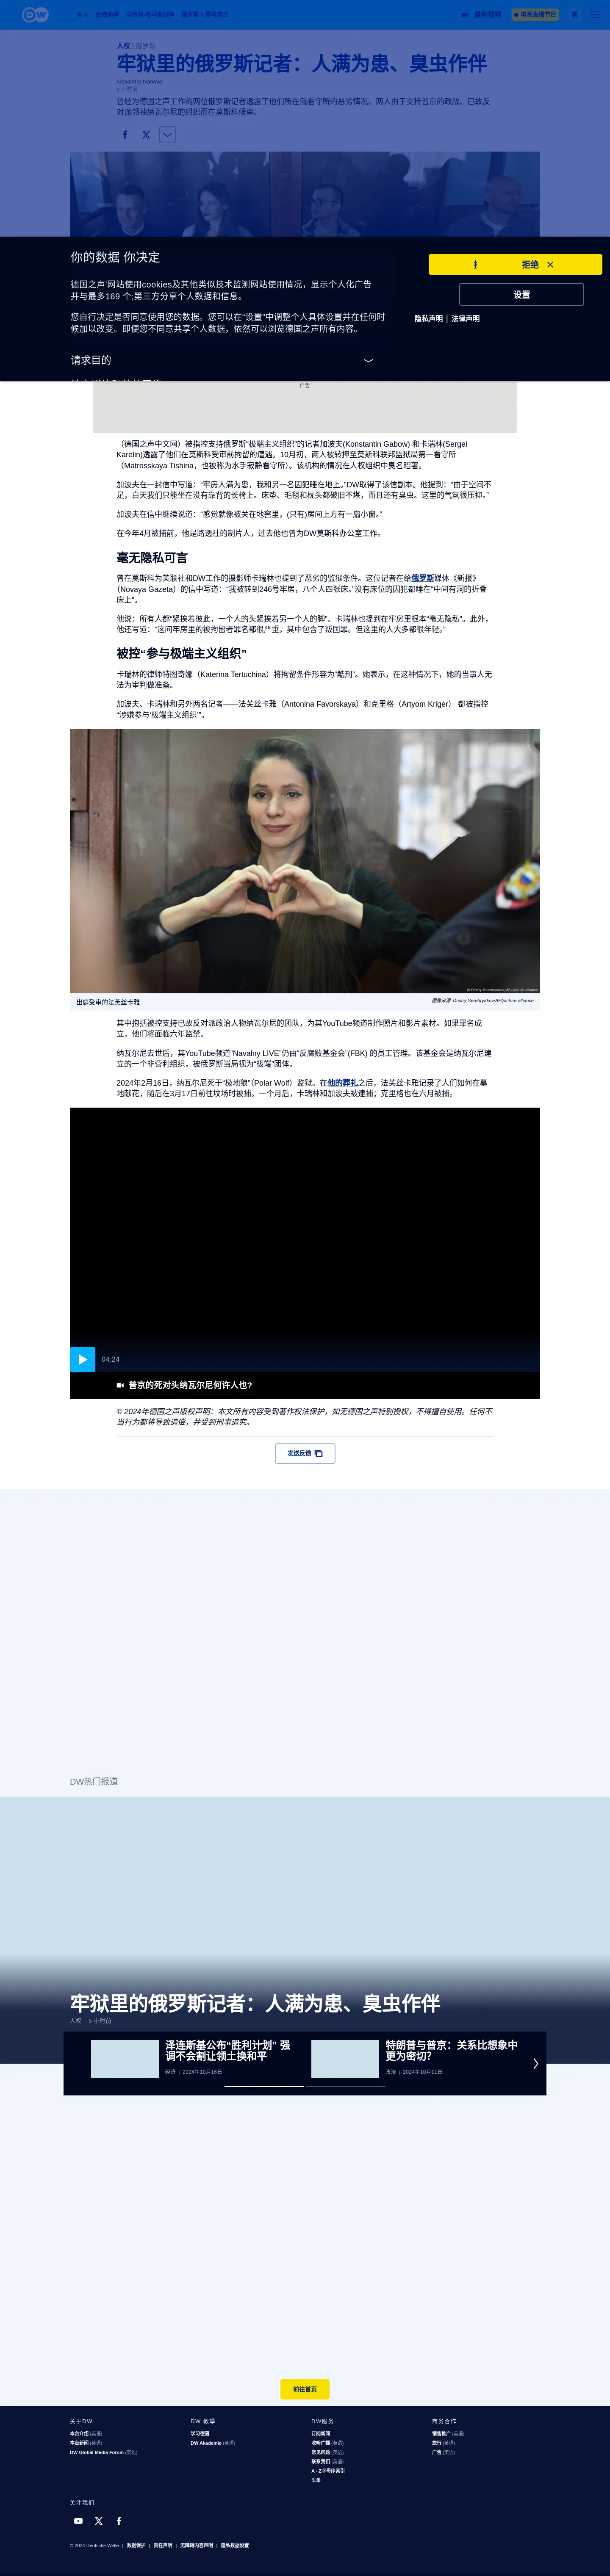 DW
最新视频
电视直播节目
繁
人权 | 俄罗斯
牢狱里的俄罗斯记者：人满为患、臭虫作伴
Alexandra Ivanova
5 小时前
曾经为德国之声工作的两位俄罗斯记者透露了他们所在俄看守所的恶劣情况。两人由于支持普京的政敌、已故反
对派领袖纳瓦尔尼的组织而在莫斯科候审。
你的数据 你决定
德国之声'网站使用cookies及其他类似技术监测网站使用情况，显示个人化广告
并与最多169 个;第三方分享个人数据和信息。
您自行决定是否同意使用您的数据。您可以在“设置”中调整个人具体设置并在任何时
候加以改变。即便您不同意共享个人数据，依然可以浏览德国之声所有内容。
请求目的
拒绝
设置
隐私声明 | 法律声明
广告
（德国之声中文网）被指控支持俄罗斯“极端主义组织”的记者加波夫(Konstantin Gabow) 和卡瑞林(Sergei
Karelin)透露了他们在莫斯科受审前拘留的遭遇。10月初，两人被转押至莫斯科联邦监狱局第一看守所
（Matrosskaya Tishina，也被称为水手寂静看守所）。该机构的情况在人权组织中臭名昭著。
加波夫在一封信中写道：“牢房人满为患，我和另一名囚犯睡在地上。”DW取得了该信副本。他提到：“由于空间不
足，白天我们只能坐在没有靠背的长椅上。床垫、毛毯和枕头都破旧不堪，而且还有臭虫。这里的气氛很压抑。”
加波夫在信中继续说道：“感觉就像被关在地窖里，(只有)房间上方有一扇小窗。”
在今年4月被捕前，他是路透社的制片人，过去他也曾为DW莫斯科办公室工作。
毫无隐私可言
曾在莫斯科为美联社和DW工作的摄影师卡瑞林也提到了恶劣的监狱条件。这位记者在给俄罗斯媒体《新报》
（Novaya Gazeta）的信中写道：“我被转到246号牢房，八个人四张床。”没有床位的囚犯都睡在“中间有洞的折叠
床上”。
他说：所有人都“紧挨着彼此，一个人的头紧挨着另一个人的脚”。卡瑞林也提到在牢房里根本“毫无隐私”。此外，
他还写道：“这间牢房里的被拘留者罪名都很严重，其中包含了叛国罪。但这里的人大多都很年轻。”
被控“参与极端主义组织”
卡瑞林的律师特图奇娜（Katerina Tertuchina）将拘留条件形容为“酷刑”。她表示，在这种情况下，她的当事人无
法为审判做准备。
加波夫、卡瑞林和另外两名记者——法芙丝卡雅（Antonina Favorskaya）和克里格（Artyom Kriger） 都被指控
“涉嫌参与‘极端主义组织’”。
© Dmitry Serebryakov/AP/picture alliance
出庭受审的法芙丝卡雅
图像来源: Dmitry Serebryakov/AP/picture alliance
其中抱括被控支持已故反对派政治人物纳瓦尔尼的团队，为其YouTube频道制作照片和影片素材。如果罪名成
立，他们将面临六年监禁。
纳瓦尔尼去世后，其YouTube频道“Navalny LIVE”仍由“反腐败基金会”(FBK) 的员工管理。该基金会是纳瓦尔尼建
立的一个非营利组织，被俄罗斯当局视为“极端”团体。
2024年2月16日，纳瓦尔尼死于“极地狼”（Polar Wolf）监狱。在他的葬礼之后，法芙丝卡雅记录了人们如何在墓
地献花，随后在3月17日前往坟场时被捕。一个月后，卡瑞林和加波夫被逮捕；克里格也在六月被捕。
04:24
普京的死对头纳瓦尔尼何许人也?
© 2024年德国之声版权声明：本文所有内容受到著作权法保护，如无德国之声特别授权，不得擅自使用。任何不
当行为都将导致追偿，并受到刑事追究。
发送反馈
DW热门报道
牢狱里的俄罗斯记者：人满为患、臭虫作伴
人权 | 5 小时前
泽连斯基公布“胜利计划” 强
调不会割让领土换和平
经济 | 2024年10月16日
特朗普与普京：关系比想象中
更为密切？
政治 | 2024年10月11日
前往首页
关于DW
本台介绍 (英语)
本台新闻 (英语)
DW Global Media Forum (英语)
DW 教學
学习德语
DW Akademie (英语)
DW服务
订阅新闻
收听广播 (英语)
常见问题 (英语)
联系我们 (英语)
A - Z字母序索引
头条
商务合作
销售推广 (英语)
旅行 (英语)
广告 (英语)
关注我们
© 2024 Deutsche Welle | 数据保护 | 责任声明 | 无障碍内容声明 | 隐私数据设置